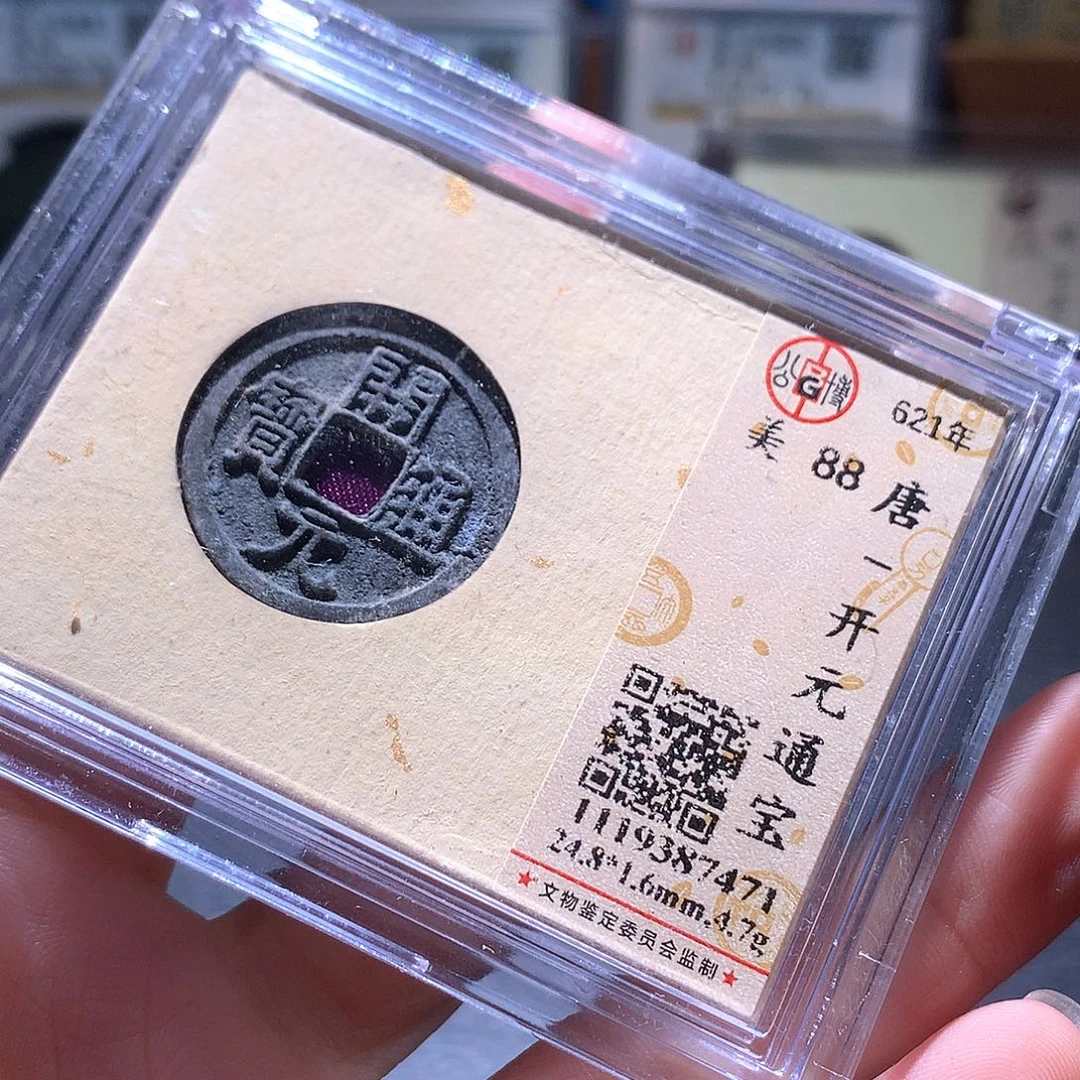 開元通寶
公G博
621年
美 88
唐-开元通宝
1119387471
24.8*1.6mm.4.7g
★文物鉴定委员会监制★